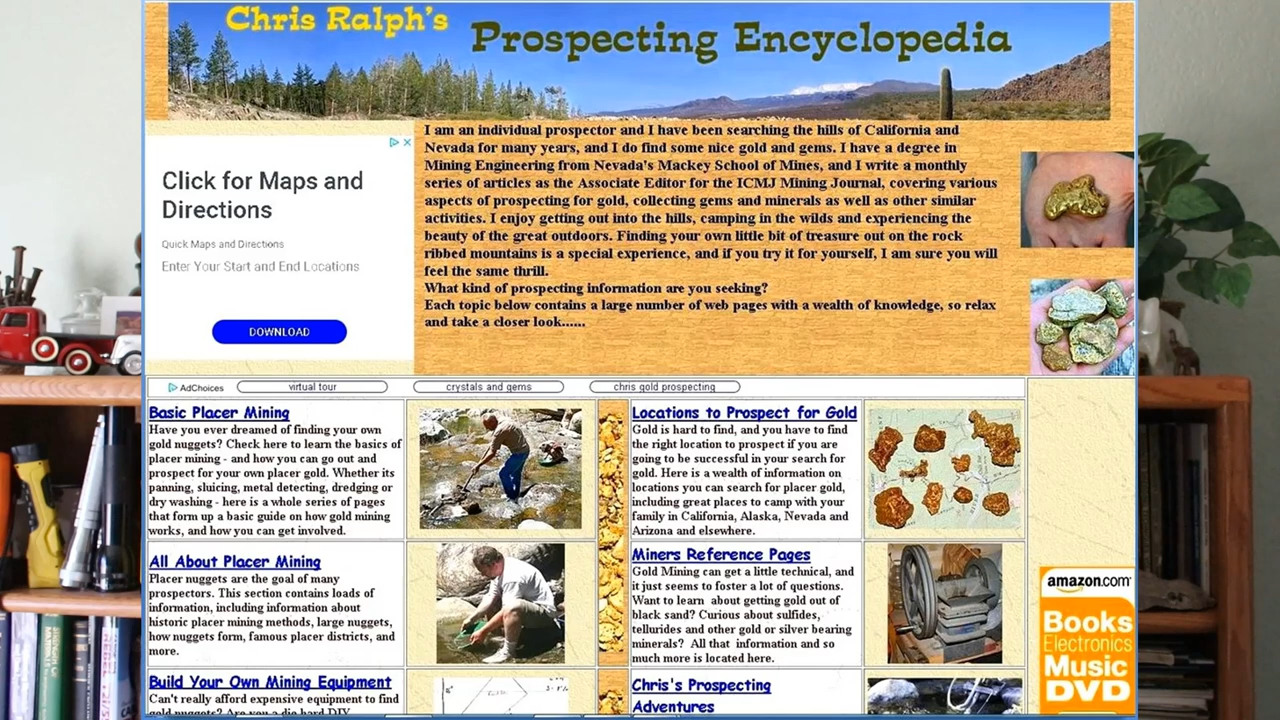 Chris Ralph's
Prospecting Encyclopedia
Click for Maps and
Directions
Quick Maps and Directions
Enter Your Start and End Locations
DOWNLOAD
I am an individual prospector and I have been searching the hills of California and
Nevada for many years, and I do find some nice gold and gems. I have a degree in
Mining Engineering from Nevada's Mackey School of Mines, and I write a monthly
series of articles as the Associate Editor for the ICMJ Mining Journal, covering various
aspects of prospecting for gold, collecting gems and minerals as well as other similar
activities. I enjoy getting out into the hills, camping in the wilds and experiencing the
beauty of the great outdoors. Finding your own little bit of treasure out on the rock
ribbed mountains is a special experience, and if you try it for yourself, I am sure you will
feel the same thrill.
What kind of prospecting information are you seeking?
Each topic below contains a large number of web pages with a wealth of knowledge, so relax
and take a closer look......
AdChoices
virtual tour
crystals and gems
chris gold prospecting
Basic Placer Mining
Have you ever dreamed of finding your own
gold nuggets? Check here to learn the basics of
placer mining - and how you can go out and
prospect for your own placer gold. Whether its
panning, sluicing, metal detecting, dredging or
dry washing - here is a whole series of pages
that form up a basic guide on how gold mining
works, and how you can get involved.
Locations to Prospect for Gold
Gold is hard to find, and you have to find
the right location to prospect if you are
going to be successful in your search for
gold. Here is a wealth of information on
locations you can search for placer gold,
including great places to camp with your
family in California, Alaska, Nevada and
Arizona and elsewhere.
All About Placer Mining
Placer nuggets are the goal of many
prospectors. This section contains loads of
information, including information about
historic placer mining methods, large nuggets,
how nuggets form, famous placer districts, and
more.
Miners Reference Pages
Gold Mining can get a little technical, and
it just seems to foster a lot of questions.
Want to learn about getting gold out of
black sand? Curious about sulfides,
tellurides and other gold or silver bearing
minerals? All that information and so
much more is located here.
Build Your Own Mining Equipment
Can't really afford expensive equipment to find
gold nuggets? Are you a die hard DIY
Chris's Prospecting
Adventures
amazon.com
Books
Electronics
Music
DVD